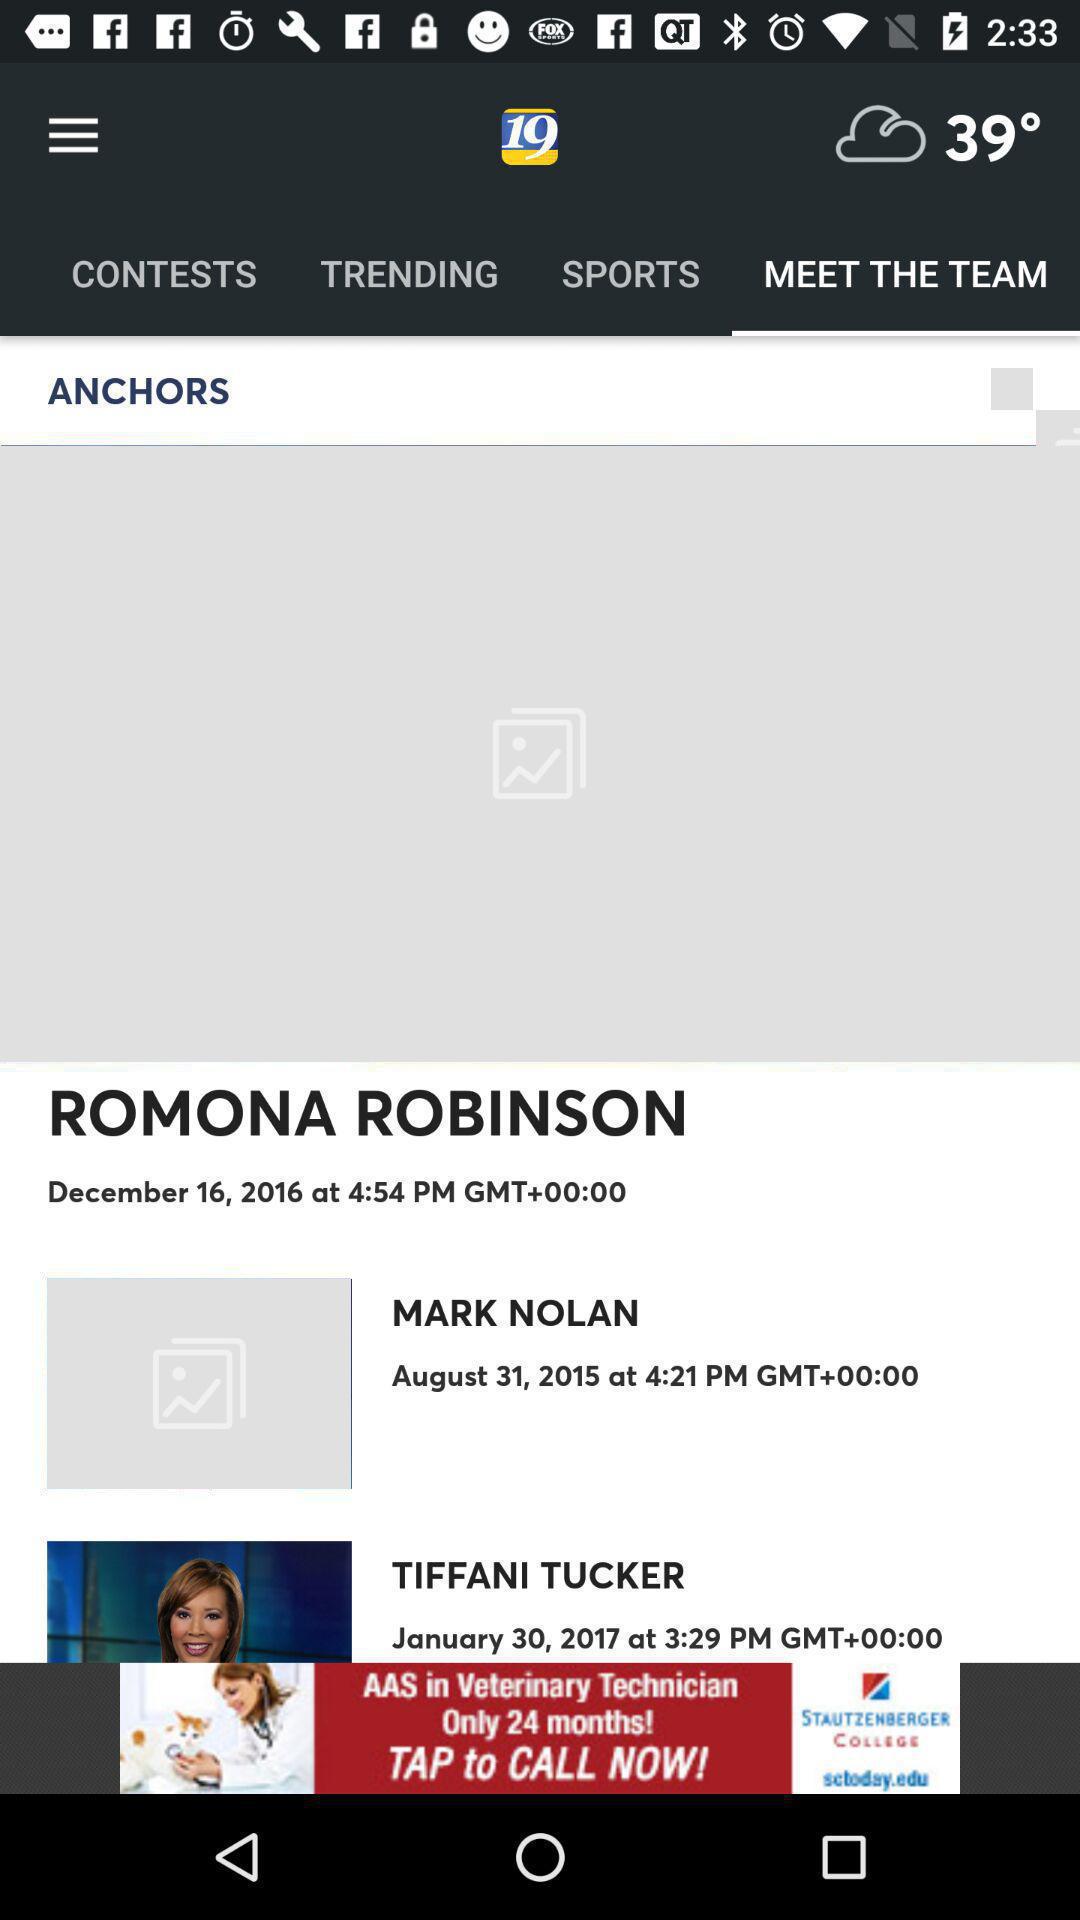 FOX SPORTS QT 2:33
19 39°
CONTESTS TRENDING SPORTS MEET THE TEAM
ANCHORS
ROMONA ROBINSON
December 16, 2016 at 4:54 PM GMT+00:00
MARK NOLAN
August 31, 2015 at 4:21 PM GMT+00:00
TIFFANI TUCKER
January 30, 2017 at 3:29 PM GMT+00:00
AAS in Veterinary Technician
Only 24 months!
TAP to CALL NOW!
STAUTZENBERGER
COLLEGE
sctoday.edu